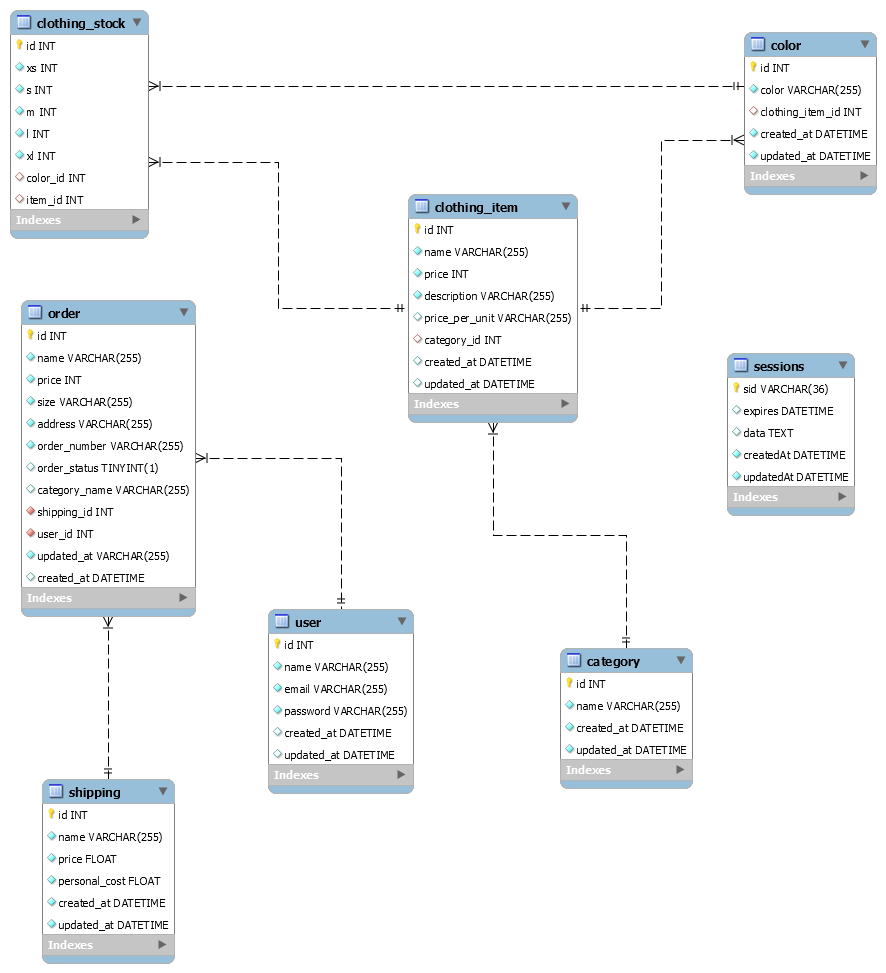 clothing_stock
id INT
xs INT
s INT
m INT
l INT
xl INT
color_id INT
item_id INT
Indexes
color
id INT
color VARCHAR(255)
clothing_item_id INT
created_at DATETIME
updated_at DATETIME
Indexes
clothing_item
id INT
name VARCHAR(255)
price INT
description VARCHAR(255)
price_per_unit VARCHAR(255)
category_id INT
created_at DATETIME
updated_at DATETIME
Indexes
order
id INT
name VARCHAR(255)
price INT
size VARCHAR(255)
address VARCHAR(255)
order_number VARCHAR(255)
order_status TINYINT(1)
category_name VARCHAR(255)
shipping_id INT
user_id INT
updated_at VARCHAR(255)
created_at DATETIME
Indexes
sessions
sid VARCHAR(36)
expires DATETIME
data TEXT
createdAt DATETIME
updatedAt DATETIME
Indexes
user
id INT
name VARCHAR(255)
email VARCHAR(255)
password VARCHAR(255)
created_at DATETIME
updated_at DATETIME
Indexes
category
id INT
name VARCHAR(255)
created_at DATETIME
updated_at DATETIME
Indexes
shipping
id INT
name VARCHAR(255)
price FLOAT
personal_cost FLOAT
created_at DATETIME
updated_at DATETIME
Indexes